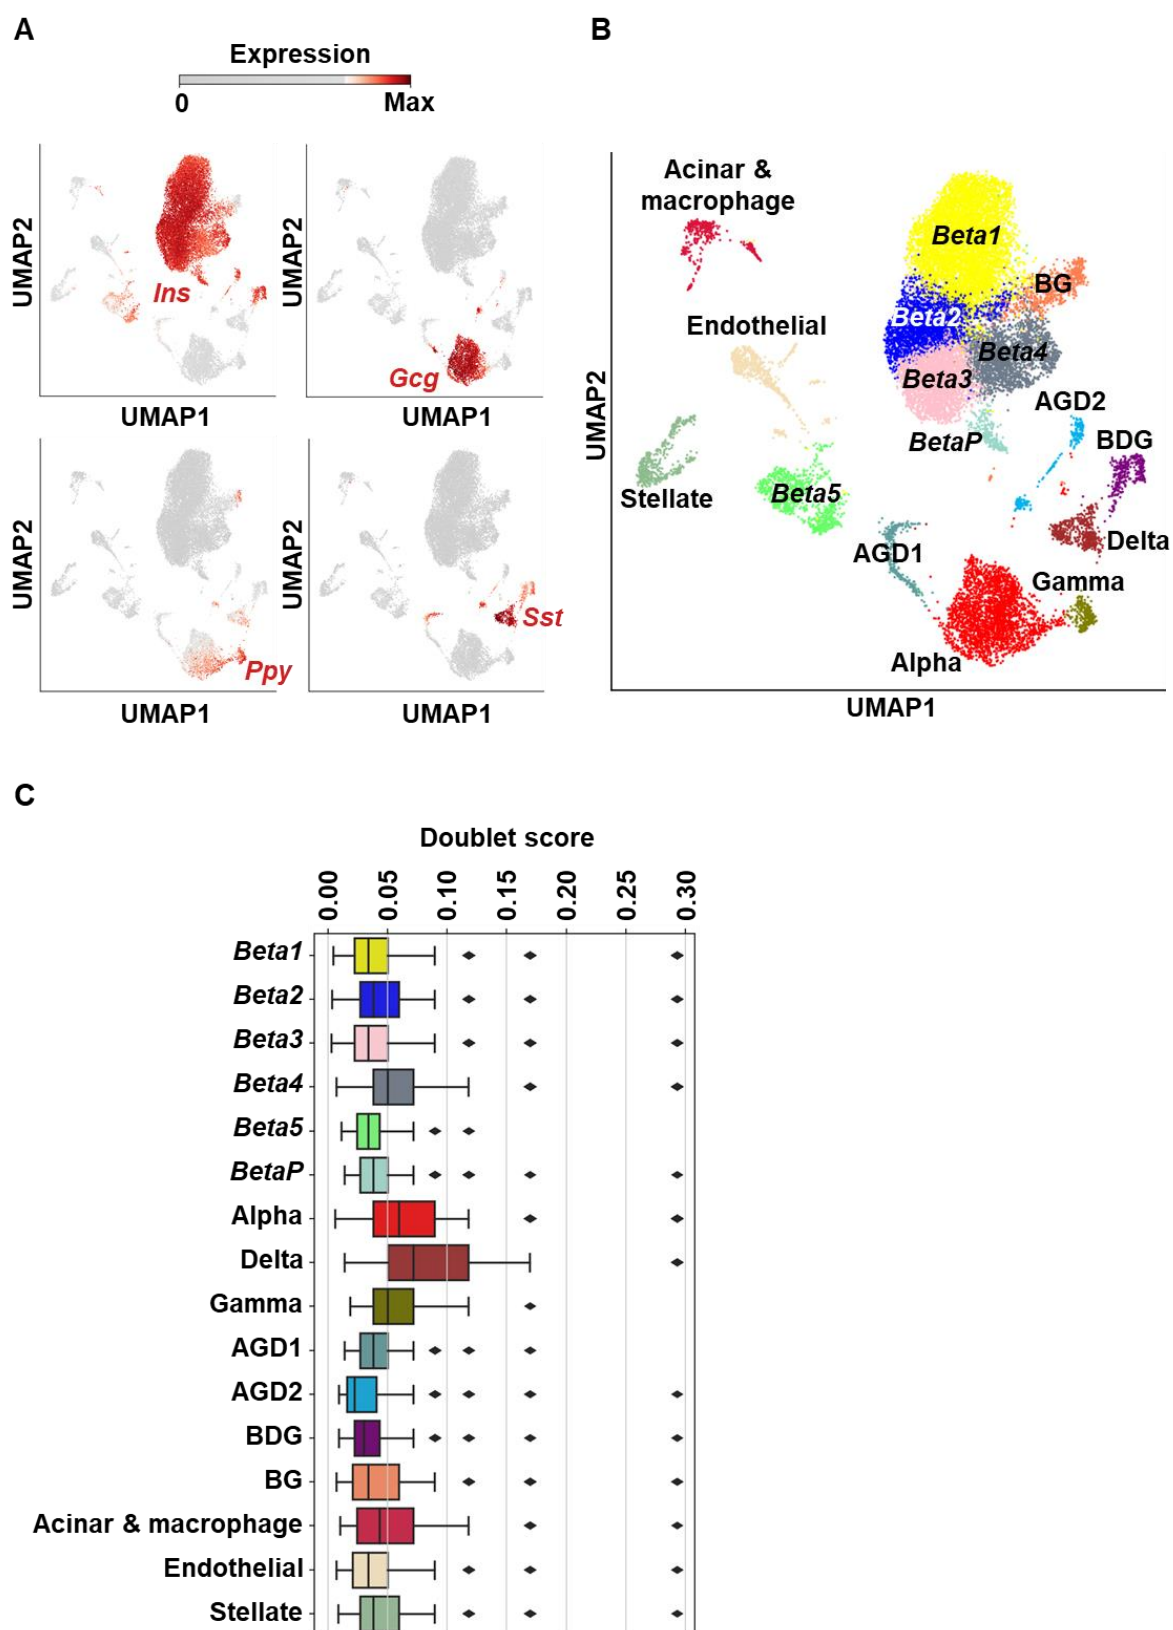 A
Expression
0 Max
UMAP2
Ins
UMAP1
UMAP2
Gcg
UMAP1
UMAP2
Ppy
UMAP1
UMAP2
Sst
UMAP1
B
Acinar &
macrophage
Beta1
BG
Beta2
Endothelial
Beta4
Beta3
AGD2
BetaP
BDG
Stellate
Beta5
Delta
AGD1
Gamma
Alpha
UMAP2
UMAP1
C
Doublet score
0.00 0.05 0.10 0.15 0.20 0.25 0.30
Beta1
Beta2
Beta3
Beta4
Beta5
BetaP
Alpha
Delta
Gamma
AGD1
AGD2
BDG
BG
Acinar & macrophage
Endothelial
Stellate